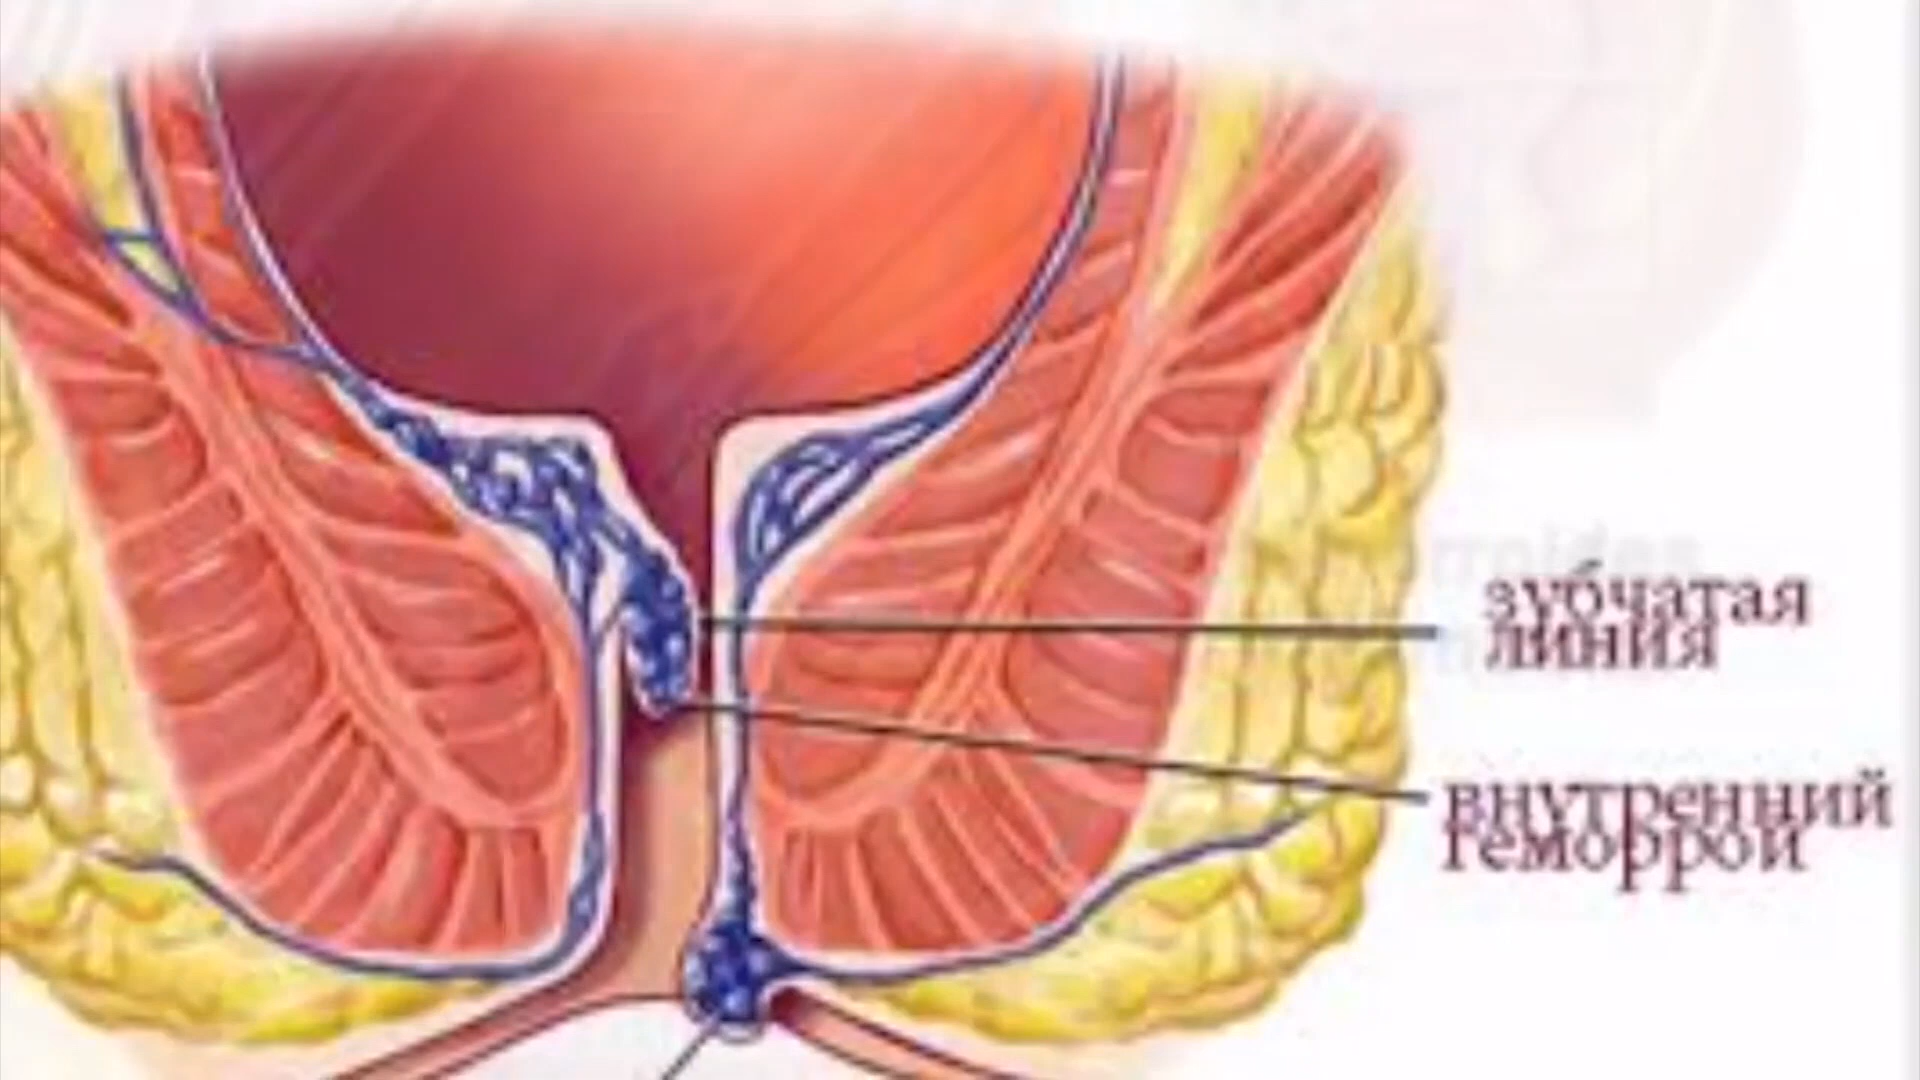 зубчатая
линия
внутренний
геморрой